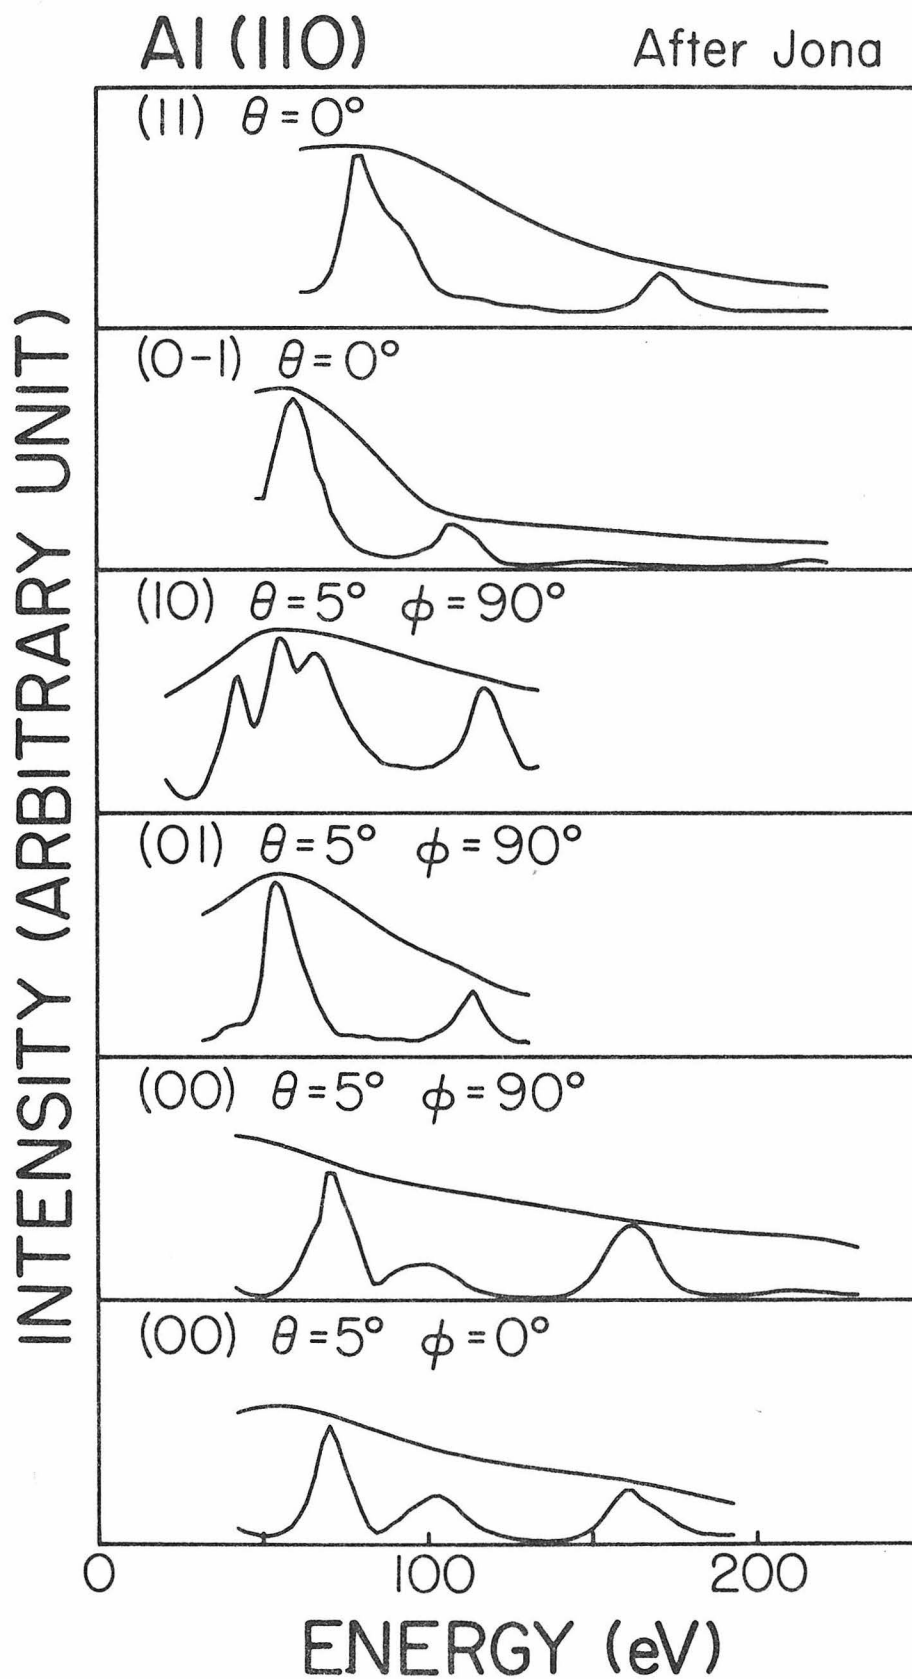 Al (110) After Jona
(11) θ = 0°
(0-1) θ = 0°
(10) θ = 5° ϕ = 90°
(01) θ = 5° ϕ = 90°
(00) θ = 5° ϕ = 90°
(00) θ = 5° ϕ = 0°
INTENSITY (ARBITRARY UNIT)
0 100 200
ENERGY (eV)